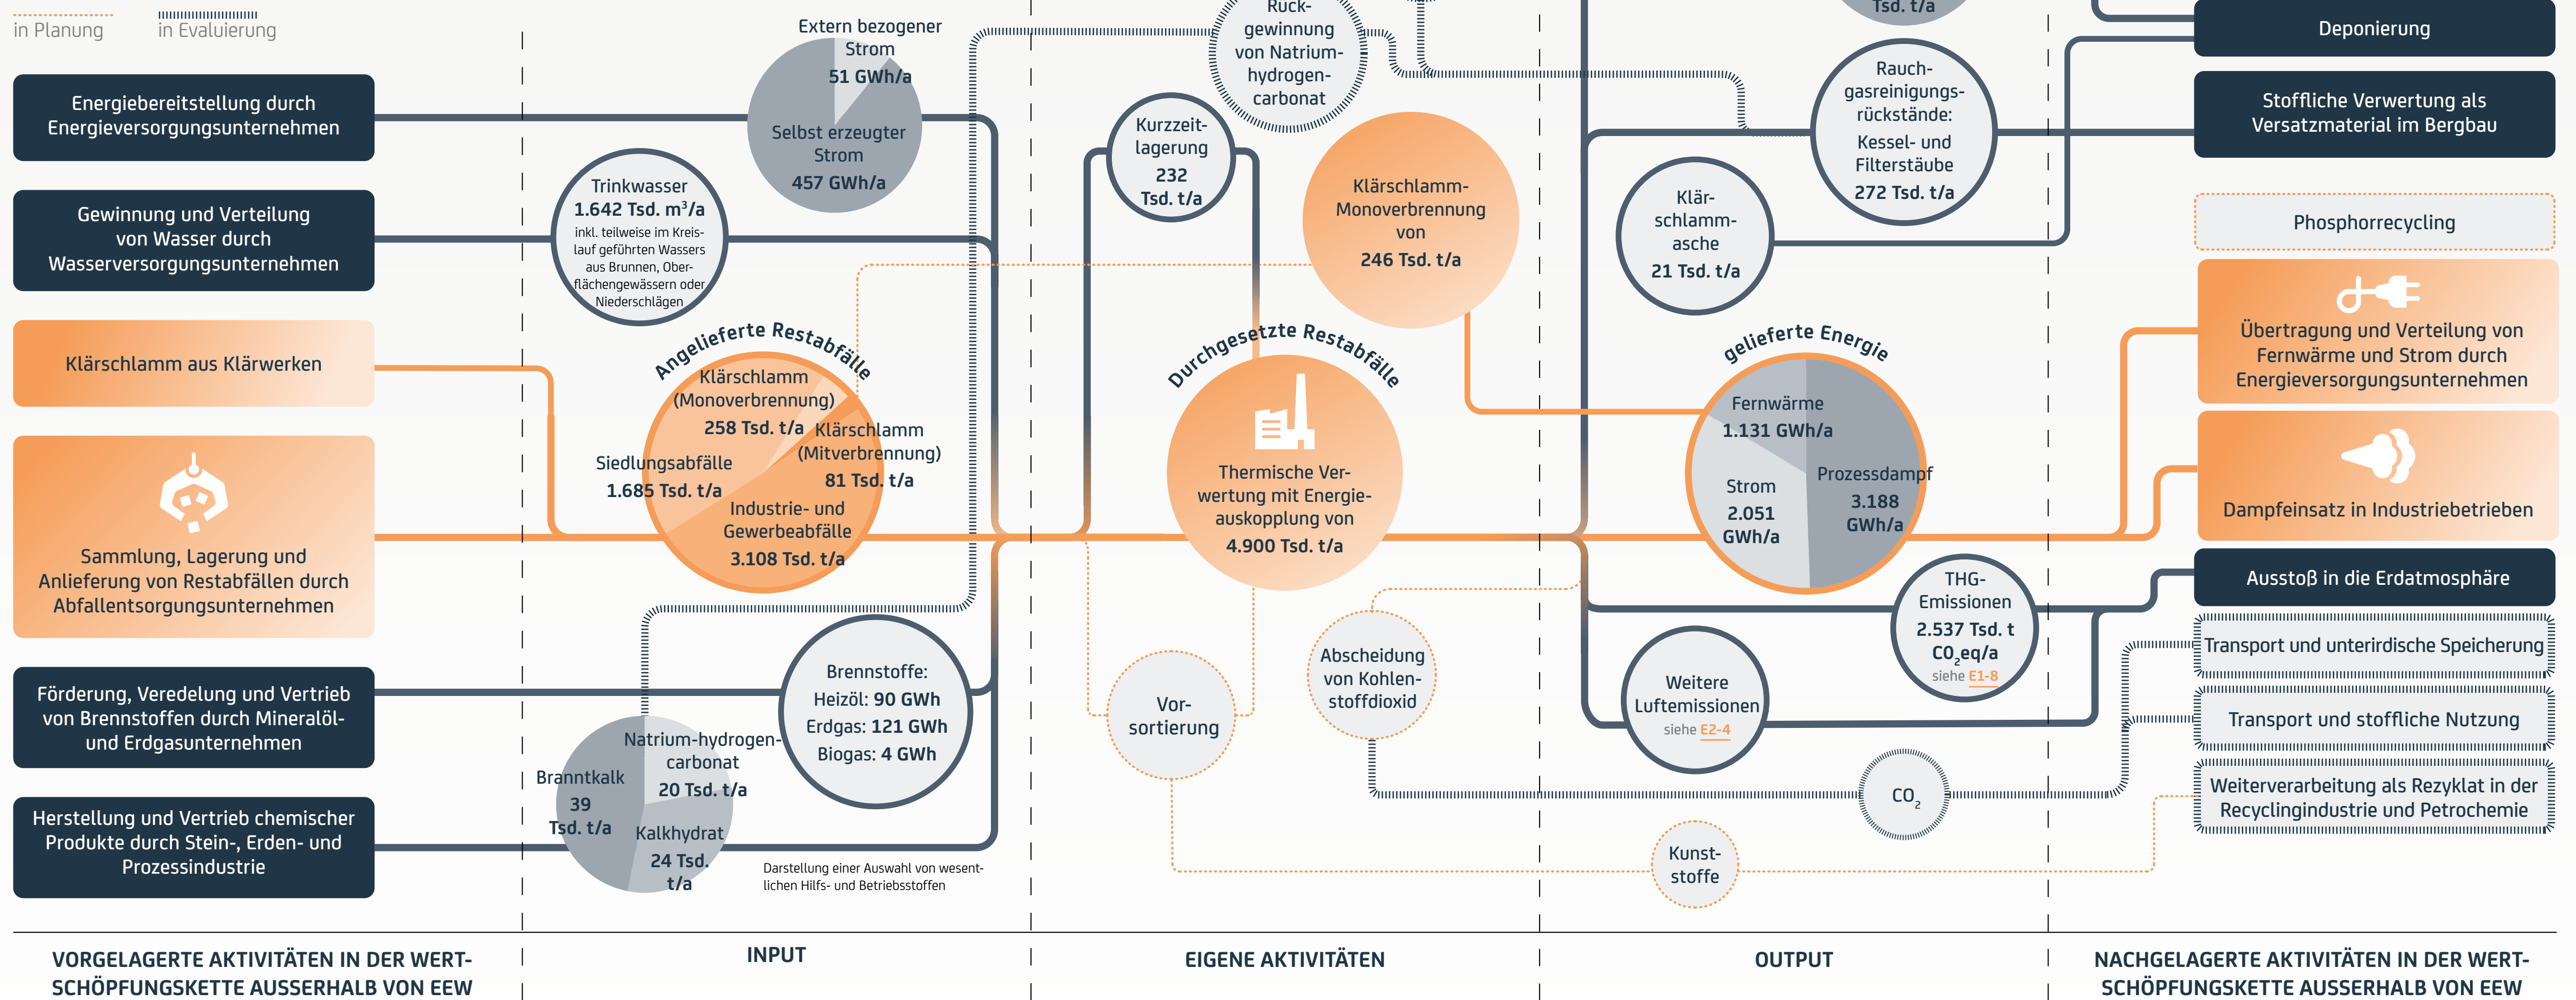 in Planung
in Evaluierung
Energiebereitstellung durch
Energieversorgungsunternehmen
Gewinnung und Verteilung
von Wasser durch
Wasserversorgungsunternehmen
Klärschlamm aus Klärwerken
Sammlung, Lagerung und
Anlieferung von Restabfällen durch
Abfallentsorgungsunternehmen
Förderung, Veredelung und Vertrieb
von Brennstoffen durch Mineralöl-
und Erdgasunternehmen
Herstellung und Vertrieb chemischer
Produkte durch Stein-, Erden- und
Prozessindustrie
VORGELAGERTE AKTIVITÄTEN IN DER WERT-
SCHÖPFUNGSKETTE AUSSERHALB VON EEW
Extern bezogener
Strom
51 GWh/a
Selbst erzeugter
Strom
457 GWh/a
Trinkwasser
1.642 Tsd. m³/a
inkl. teilweise im Kreis-
lauf geführten Wassers
aus Brunnen, Ober-
flächengewässern oder
Niederschlägen
Angelieferte Restabfälle
Klärschlamm
(Monoverbrennung)
258 Tsd. t/a
Klärschlamm
(Mitverbrennung)
81 Tsd. t/a
Siedlungsabfälle
1.685 Tsd. t/a
Industrie- und
Gewerbeabfälle
3.108 Tsd. t/a
Brennstoffe:
Heizöl: 90 GWh
Erdgas: 121 GWh
Biogas: 4 GWh
Natrium-hydrogen-
carbonat
20 Tsd. t/a
Branntkalk
39
Tsd. t/a
Kalkhydrat
24 Tsd.
t/a
Darstellung einer Auswahl von wesent-
lichen Hilfs- und Betriebsstoffen
INPUT
Rück-
gewinnung
von Natrium-
hydrogen-
carbonat
Kurzzeit-
lagerung
232
Tsd. t/a
Klärschlamm-
Monoverbrennung
von
246 Tsd. t/a
Durchgesetzte Restabfälle
Thermische Ver-
wertung mit Energie-
auskopplung von
4.900 Tsd. t/a
Vor-
sortierung
Abscheidung
von Kohlen-
stoffdioxid
EIGENE AKTIVITÄTEN
Tsd. t/a
Rauch-
gasreinigungs-
rückstände:
Kessel- und
Filterstäube
272 Tsd. t/a
Klär-
schlamm-
asche
21 Tsd. t/a
gelieferte Energie
Fernwärme
1.131 GWh/a
Prozessdampf
3.188
GWh/a
Strom
2.051
GWh/a
THG-
Emissionen
2.537 Tsd. t
CO₂eq/a
siehe E1-8
Weitere
Luftemissionen
siehe E2-4
CO₂
Kunst-
stoffe
OUTPUT
Deponierung
Stoffliche Verwertung als
Versatzmaterial im Bergbau
Phosphorrecycling
Übertragung und Verteilung von
Fernwärme und Strom durch
Energieversorgungsunternehmen
Dampfeinsatz in Industriebetrieben
Ausstoß in die Erdatmosphäre
Transport und unterirdische Speicherung
Transport und stoffliche Nutzung
Weiterverarbeitung als Rezyklat in der
Recyclingindustrie und Petrochemie
NACHGELAGERTE AKTIVITÄTEN IN DER WERT-
SCHÖPFUNGSKETTE AUSSERHALB VON EEW